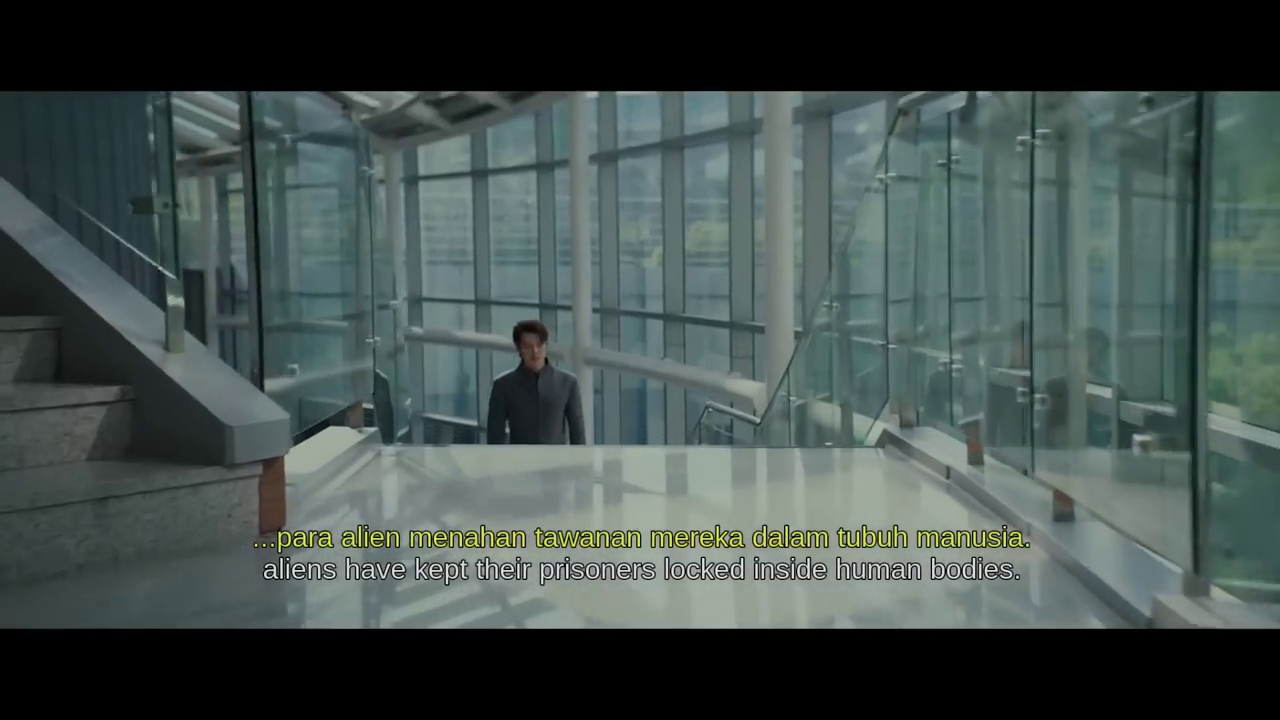 ...para alien menahan tawanan mereka dalam tubuh manusia.
aliens have kept their prisoners locked inside human bodies.